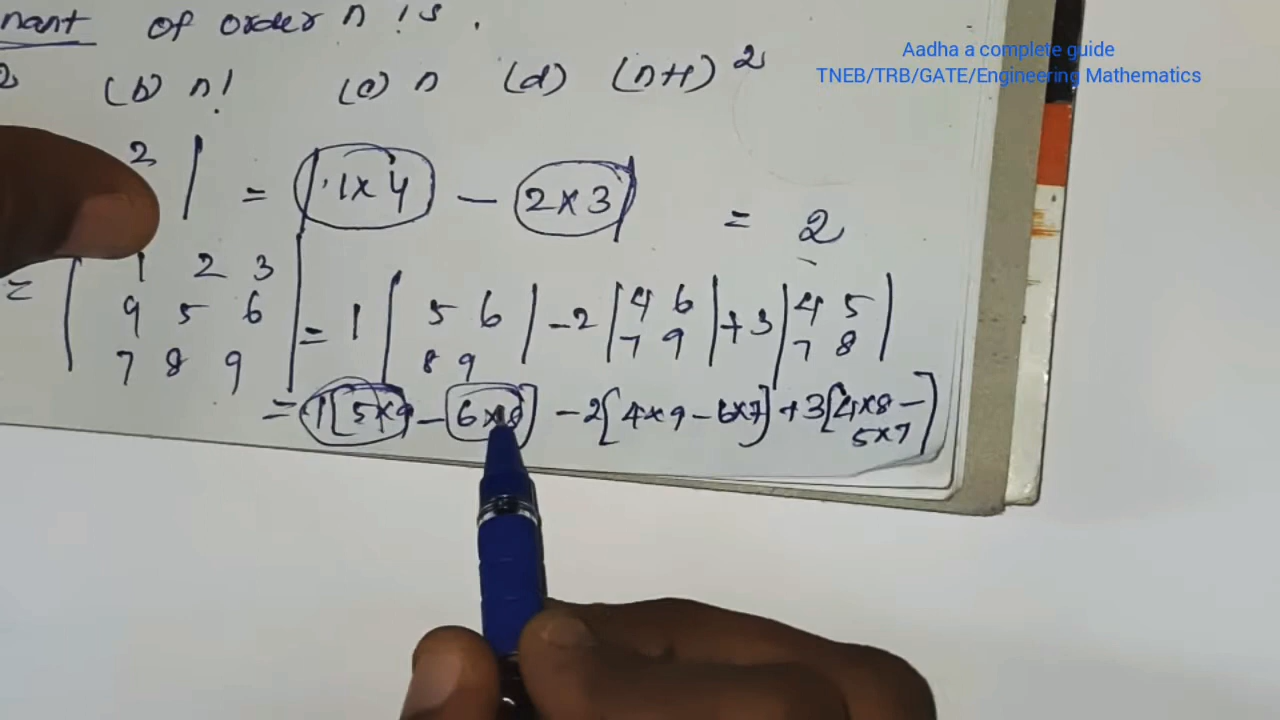 nant of order n is .
2 (b) n! (c) n (d) (n+1) 2
Aadha a complete guide
TNEB/TRB/GATE/Engineering Mathematics
2 | = 1x4 - 2x3 = 2
= | 1 2 3 | = 1 | 5 6 | - 2 | 4 6 | + 3 | 4 5 |
9 5 6 8 9 7 9 7 8
7 8 9
= 1[5x9 - 6x8] - 2[4x9 - 6x7] + 3[4x8 - 5x7]